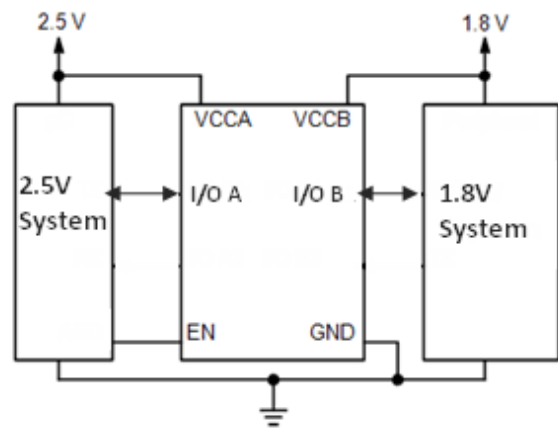 2.5 V
1.8 V
VCCA
VCCB
2.5V
System
I/O A
I/O B
1.8V
System
EN
GND